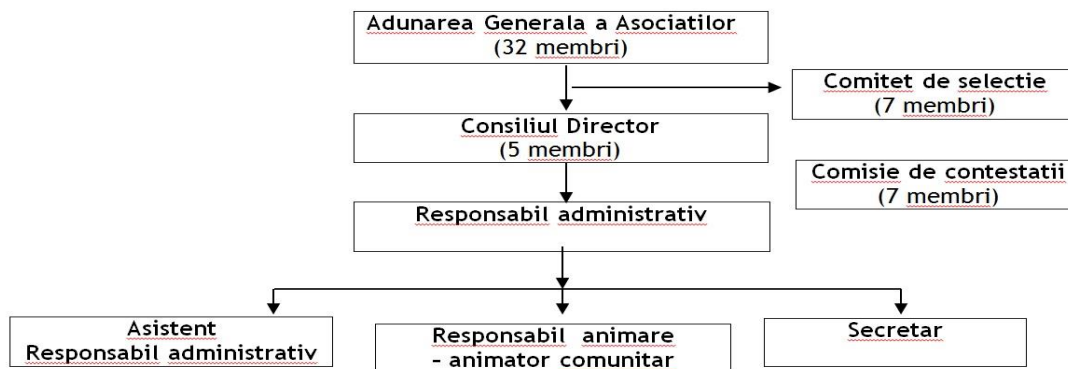 Adunarea Generala a Asociatilor
(32 membri)
Comitet de selectie
(7 membri)
Consiliul Director
(5 membri)
Comisie de contestatii
(7 membri)
Responsabil administrativ
Asistent
Responsabil administrativ
Responsabil animare
- animator comunitar
Secretar